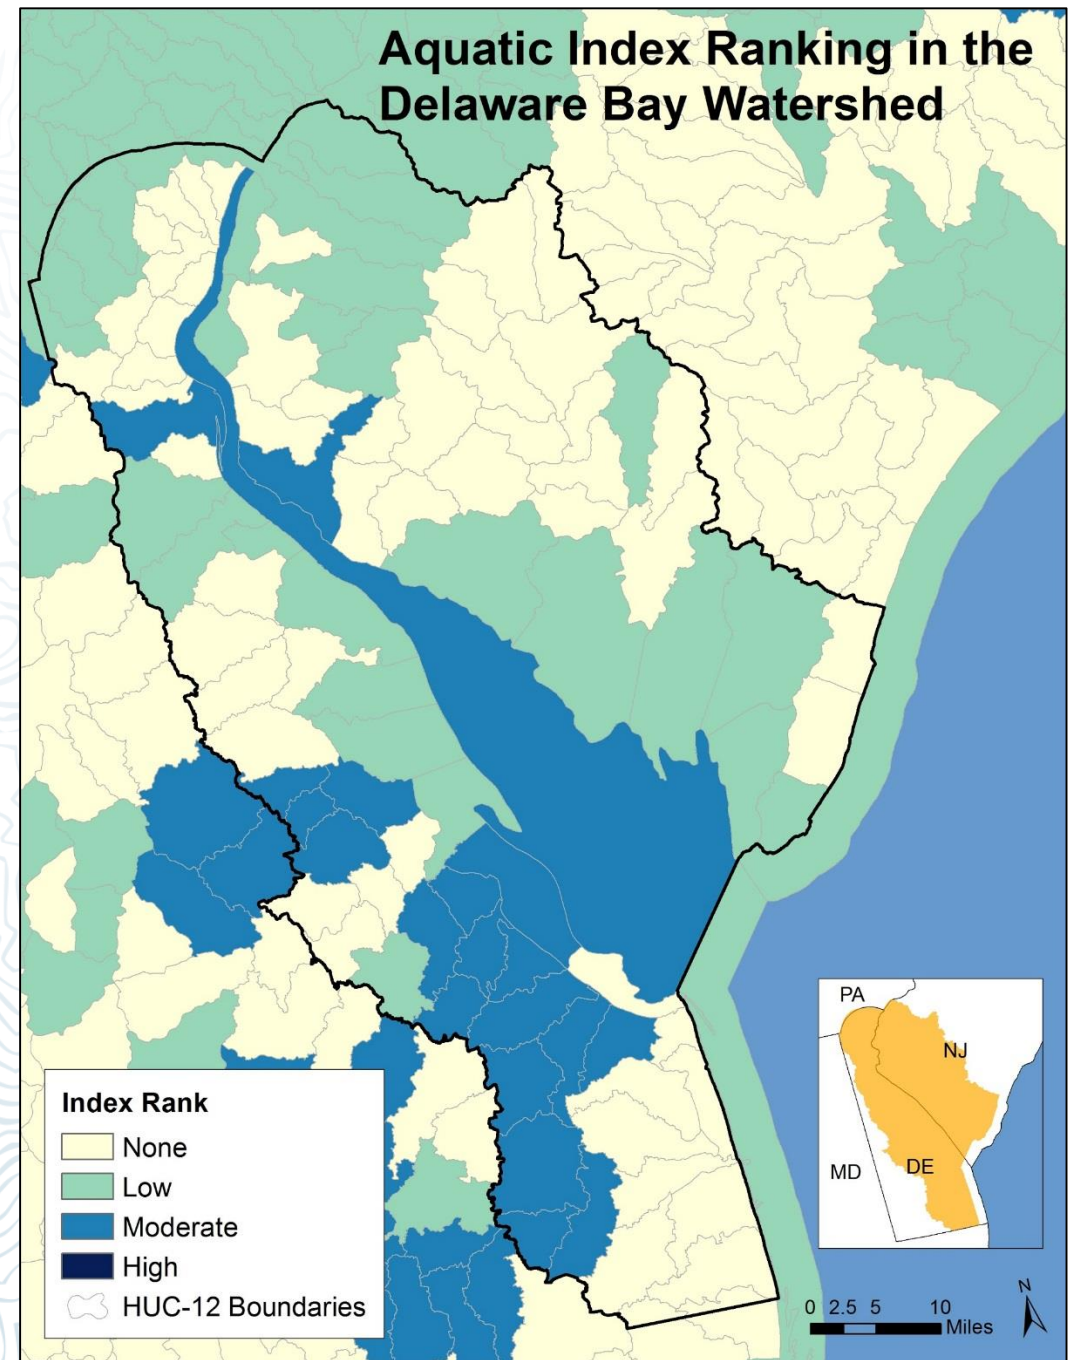 Aquatic Index Ranking in the
Delaware Bay Watershed
PA
NJ
MD
DE
Index Rank
None
Low
Moderate
High
HUC-12 Boundaries
0 2.5 5 10
Miles
N